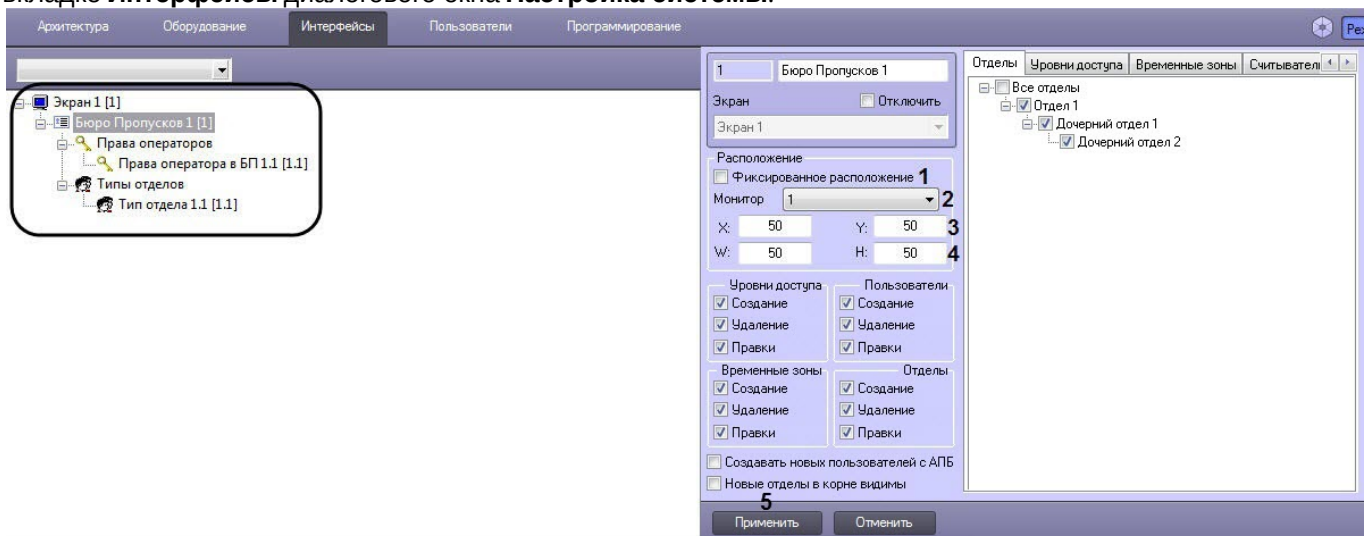 вкладке Интерфейсы диалогового окна Настройка системы.
Архитектура Оборудование Интерфейсы Пользователи Программирование
Экран 1 [1]
Бюро Пропусков 1 [1]
Права операторов
Права оператора в БП 1.1 [1.1]
Типы отделов
Тип отдела 1.1 [1.1]
1 Бюро Пропусков 1
Экран Отключить
Экран 1
Расположение
Фиксированное расположение 1
Монитор 1 2
X: 50 Y: 50 3
W: 50 H: 50 4
Уровни доступа Пользователи
Создание Создание
Удаление Удаление
Правки Правки
Временные зоны Отделы
Создание Создание
Удаление Удаление
Правки Правки
Создавать новых пользователей с АПБ
Новые отделы в корне видимы
5
Применить Отменить
Отделы Уровни доступа Временные зоны Считывател
Все отделы
Отдел 1
Дочерний отдел 1
Дочерний отдел 2